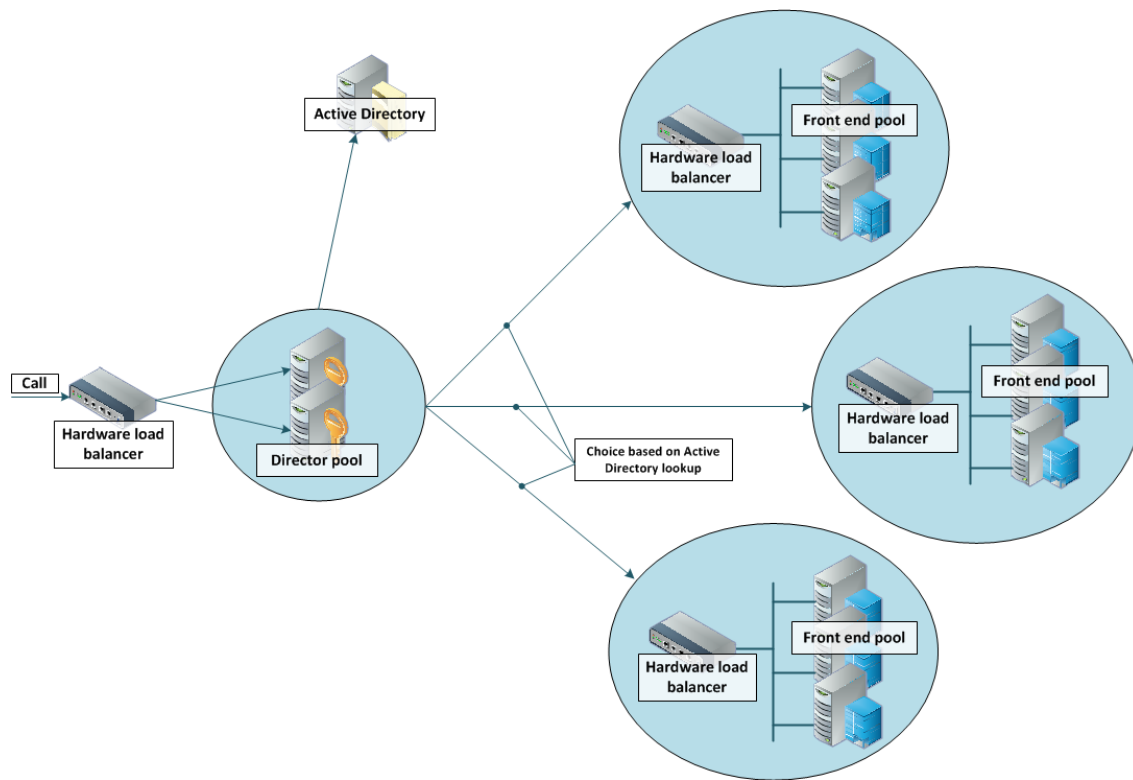 Active Directory
Front end pool
Hardware load
balancer
Call
Hardware load
balancer
Director pool
Choice based on Active
Directory lookup
Front end pool
Hardware load
balancer
Front end pool
Hardware load
balancer